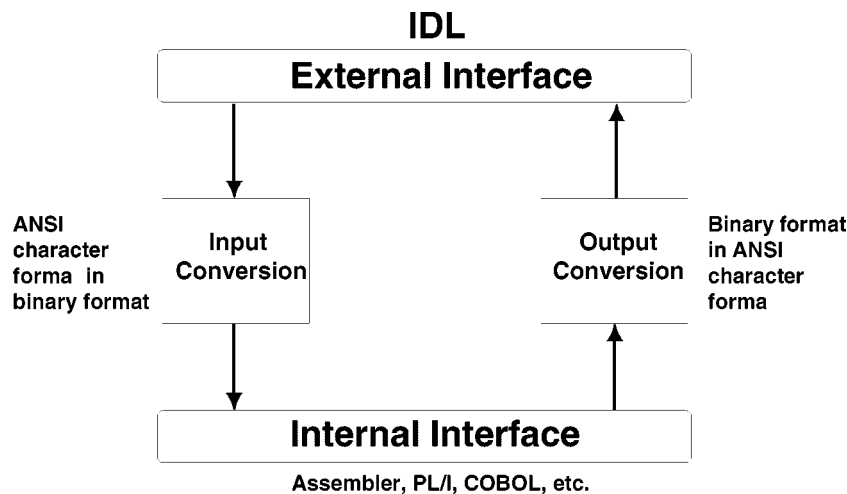 IDL
External Interface
ANSI
character
forma in
binary format
Input
Conversion
Output
Conversion
Binary format
in ANSI
character
forma
Internal Interface
Assembler, PL/I, COBOL, etc.